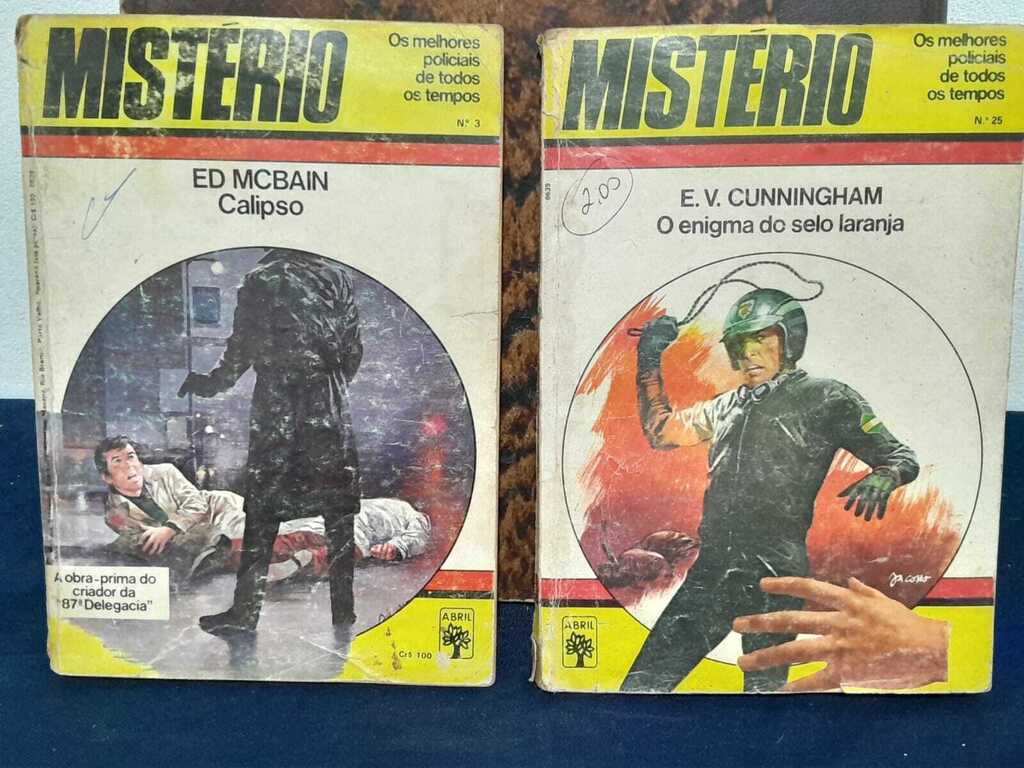 MISTÉRIO
Os melhores
policiais
de todos
os tempos
N.º 3
ED MCBAIN
Calipso
A obra-prima do
criador da
"87ª Delegacia"
ABRIL
Cr$ 100
MISTÉRIO
Os melhores
policiais
de todos
os tempos
N.º 25
2,00
E. V. CUNNINGHAM
O enigma do selo laranja
ABRIL